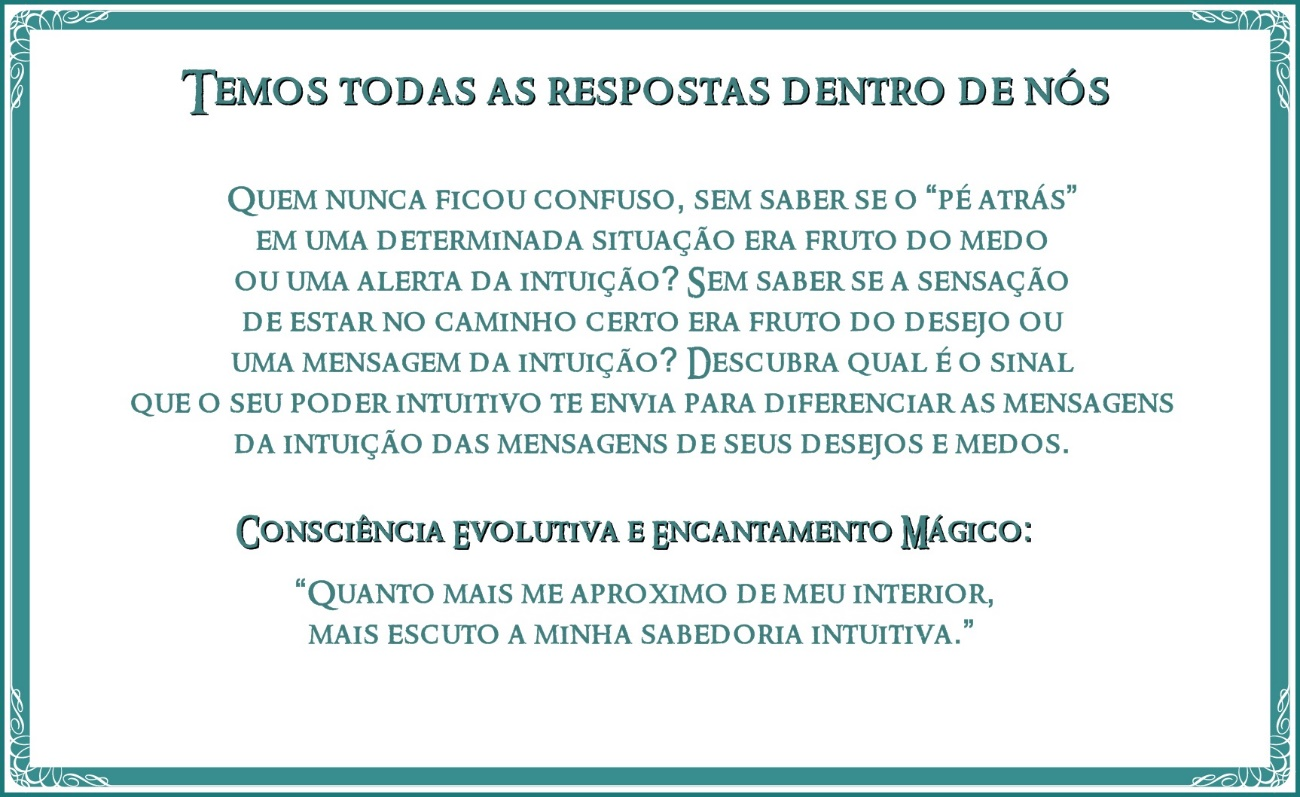 Temos todas as respostas dentro de nós
Quem nunca ficou confuso, sem saber se o “pé atrás”
em uma determinada situação era fruto do medo
ou uma alerta da intuição? Sem saber se a sensação
de estar no caminho certo era fruto do desejo ou
uma mensagem da intuição? Descubra qual é o sinal
que o seu poder intuitivo te envia para diferenciar as mensagens
da intuição das mensagens de seus desejos e medos.
Consciência Evolutiva e Encantamento Mágico:
“Quanto mais me aproximo de meu interior,
mais escuto a minha sabedoria intuitiva.”